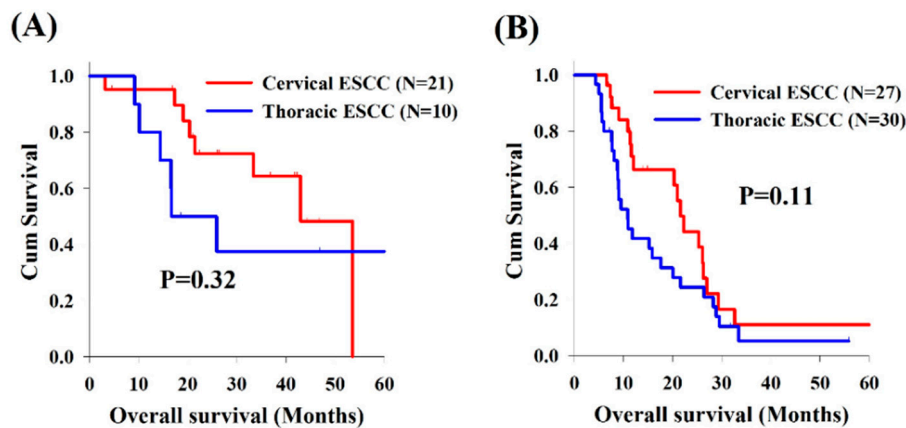 (A)
Cervical ESCC (N=21)
Thoracic ESCC (N=10)
P=0.32
Cum Survival
1.0
0.8
0.6
0.4
0.2
0.0
0 10 20 30 40 50 60
Overall survival (Months)
(B)
Cervical ESCC (N=27)
Thoracic ESCC (N=30)
P=0.11
Cum Survival
1.0
0.8
0.6
0.4
0.2
0.0
0 10 20 30 40 50 60
Overall survival (Months)